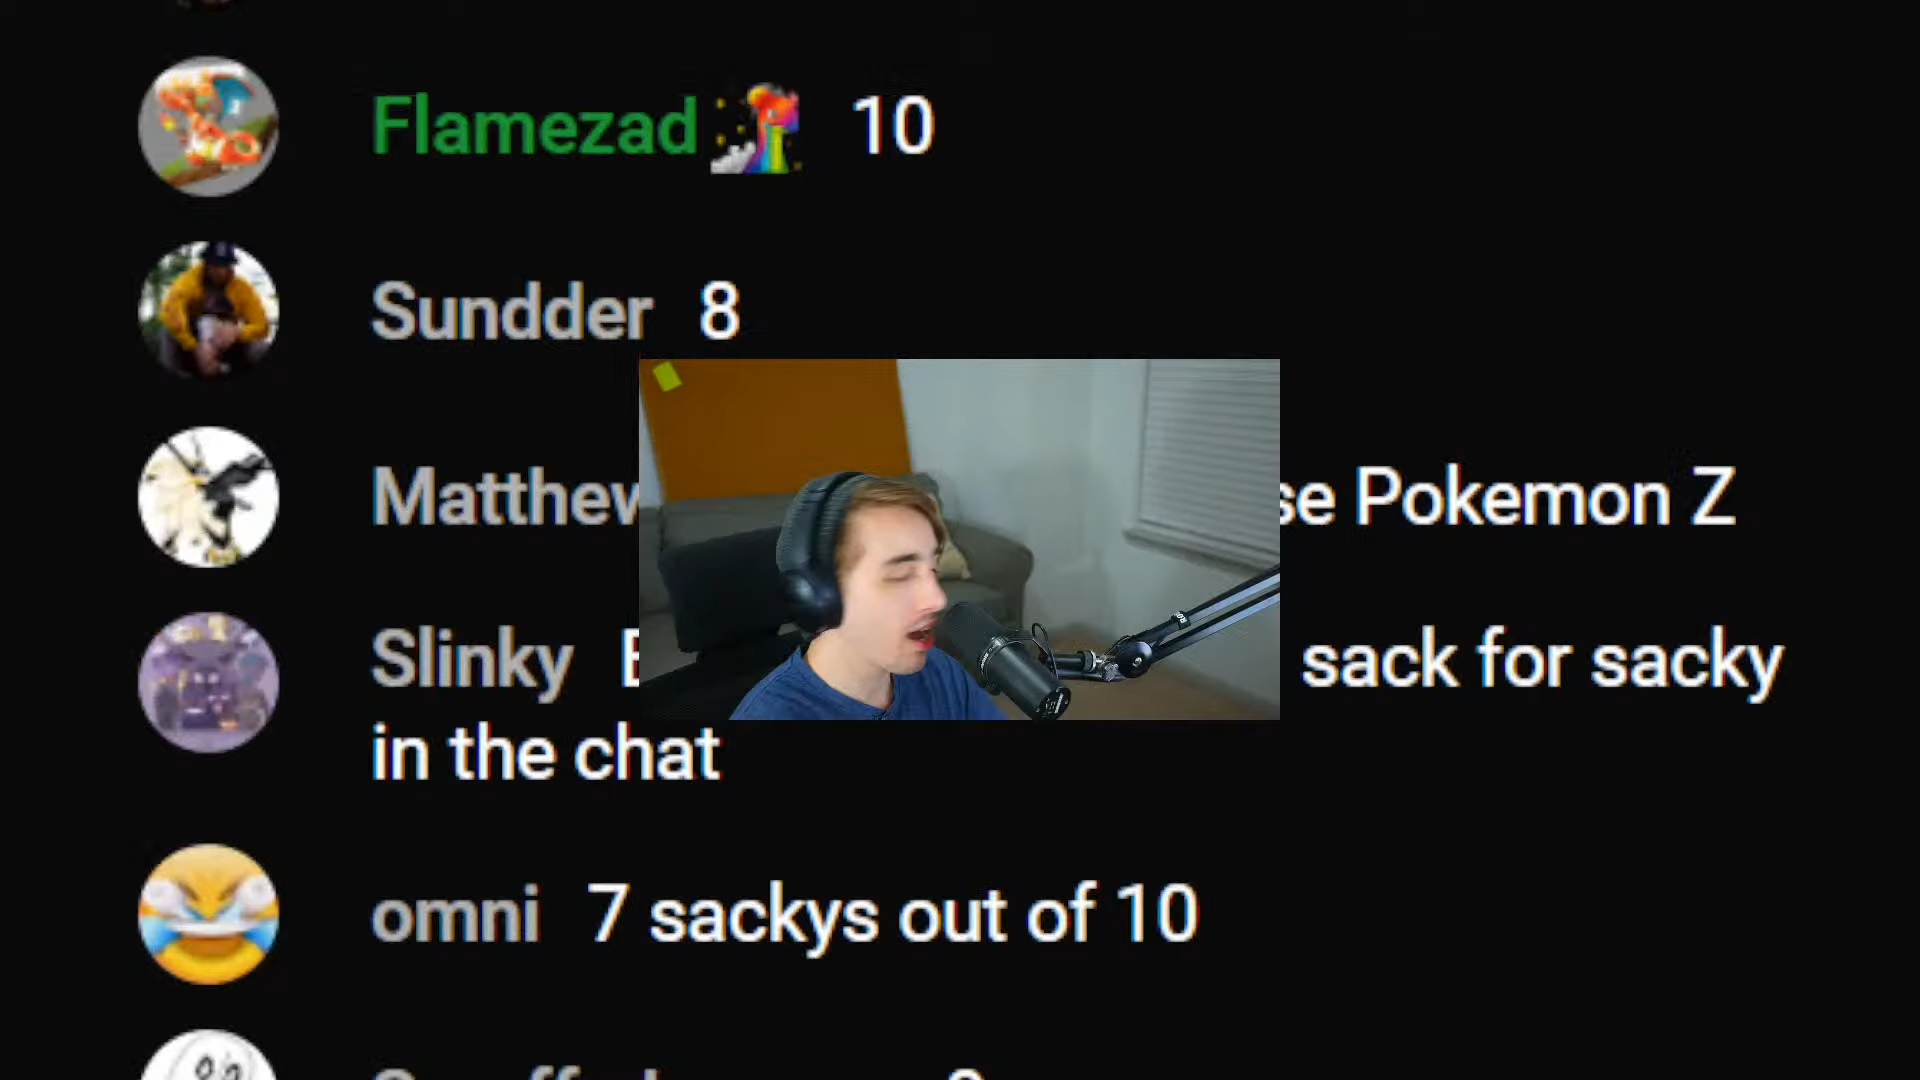 Flamezad 10
Sundder 8
Matthew Pokemon Z
Slinky sack for sacky
in the chat
omni 7 sackys out of 10